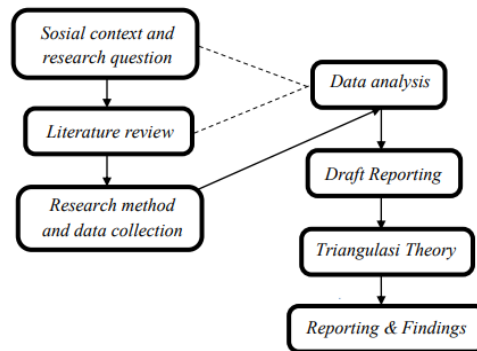 Sosial context and
research question
Literature review
Research method
and data collection
Data analysis
Draft Reporting
Triangulasi Theory
Reporting & Findings